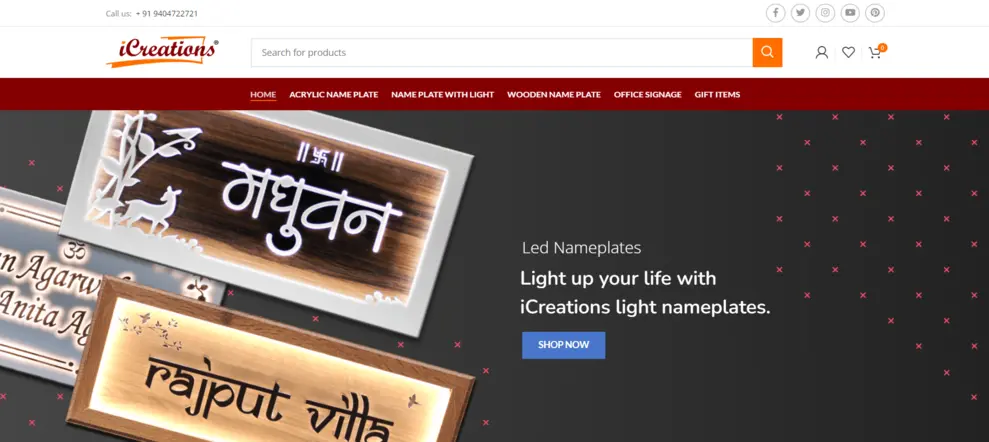 Call us: + 91 9404722721
iCreations®
Search for products
0
HOME ACRYLIC NAME PLATE NAME PLATE WITH LIGHT WOODEN NAME PLATE OFFICE SIGNAGE GIFT ITEMS
॥ 卐 ॥
मधुवन
ॐ
Agarw
Anita Ag
rajput villa
Led Nameplates
Light up your life with
iCreations light nameplates.
SHOP NOW